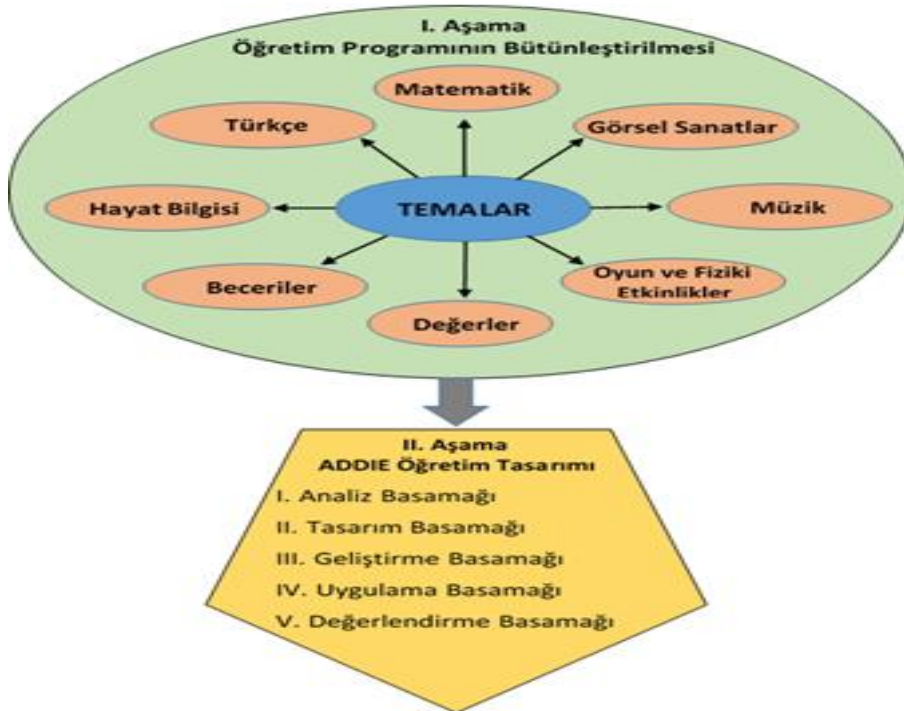 I. Aşama
Öğretim Programının Bütünleştirilmesi
Matematik
Türkçe
Görsel Sanatlar
Hayat Bilgisi
TEMALAR
Müzik
Beceriler
Oyun ve Fiziki
Etkinlikler
Değerler
II. Aşama
ADDIE Öğretim Tasarımı
I. Analiz Basamağı
II. Tasarım Basamağı
III. Geliştirme Basamağı
IV. Uygulama Basamağı
V. Değerlendirme Basamağı